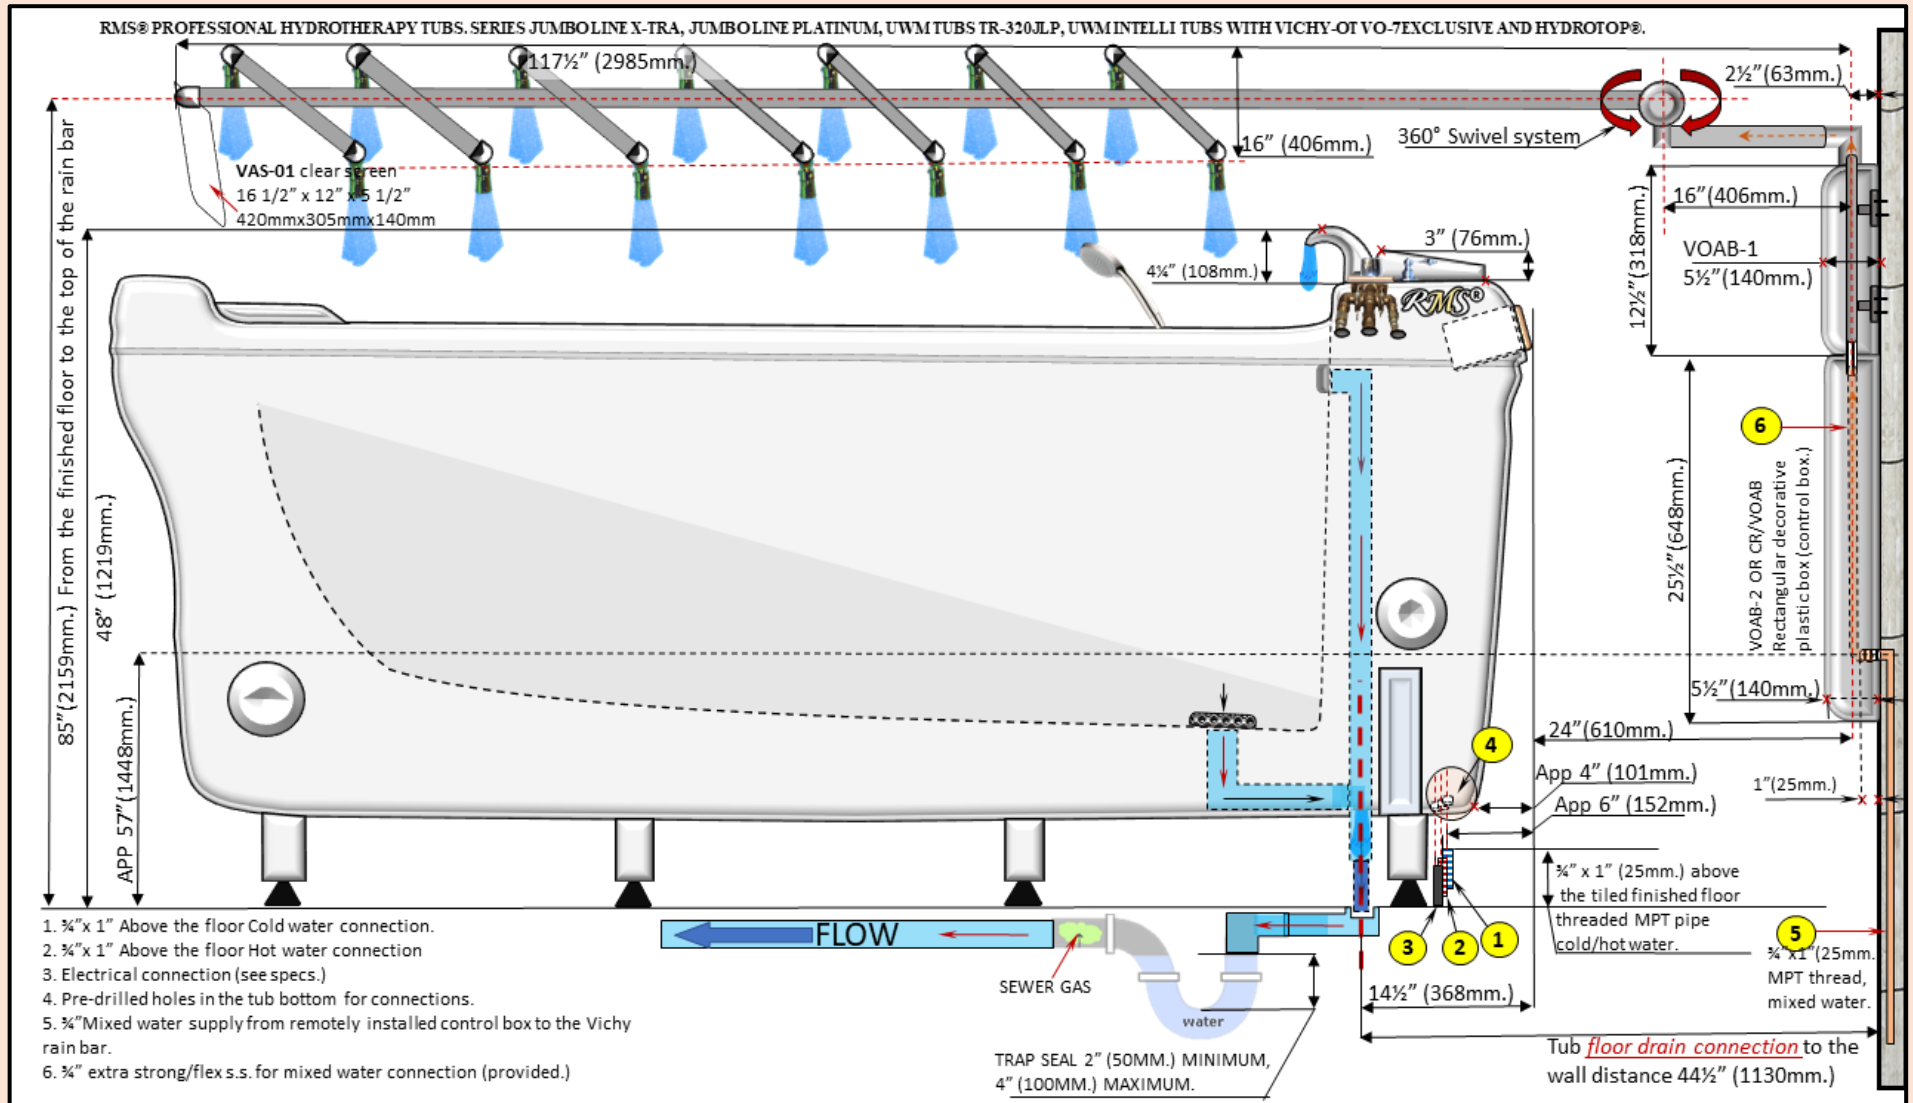 RMS® PROFESSIONAL HYDROTHERAPY TUBS. SERIES JUMBO LINE X-TRA, JUMBO LINE PLATINUM, UWM TUBS TR-320JLP, UWM INTELLI TUBS WITH VICHY-OT VO-7EXCLUSIVE AND HYDROTOP®.
117½” (2985mm.)
2½” (63mm.)
16” (406mm.)
360° Swivel system
VAS-01 clear screen
16 1/2” x 12” x 5 1/2”
420mmx305mmx140mm
85”(2159mm.) From the finished floor to the top of the rain bar
48” (1219mm.)
APP 57”(1448mm.)
4¼” (108mm.)
3” (76mm.)
RMS®
16”(406mm.)
12½”(318mm.)
VOAB-1
5½”(140mm.)
6
25½”(648mm.)
VOAB-2 OR CR/VOAB
Rectangular decorative
plastic box (control box.)
5½”(140mm.)
24”(610mm.)
4
App 4” (101mm.)
1”(25mm.)
App 6” (152mm.)
¾” x 1” (25mm.) above
the tiled finished floor
threaded MPT pipe
cold/hot water.
5
¾”x1”(25mm.
MPT thread,
mixed water.
3
2
1
FLOW
SEWER GAS
water
14½” (368mm.)
TRAP SEAL 2” (50MM.) MINIMUM,
4” (100MM.) MAXIMUM.
Tub floor drain connection to the
wall distance 44½” (1130mm.)
1. ¾”x 1” Above the floor Cold water connection.
2. ¾”x 1” Above the floor Hot water connection
3. Electrical connection (see specs.)
4. Pre-drilled holes in the tub bottom for connections.
5. ¾”Mixed water supply from remotely installed control box to the Vichy
rain bar.
6. ¾” extra strong/flex s.s. for mixed water connection (provided.)